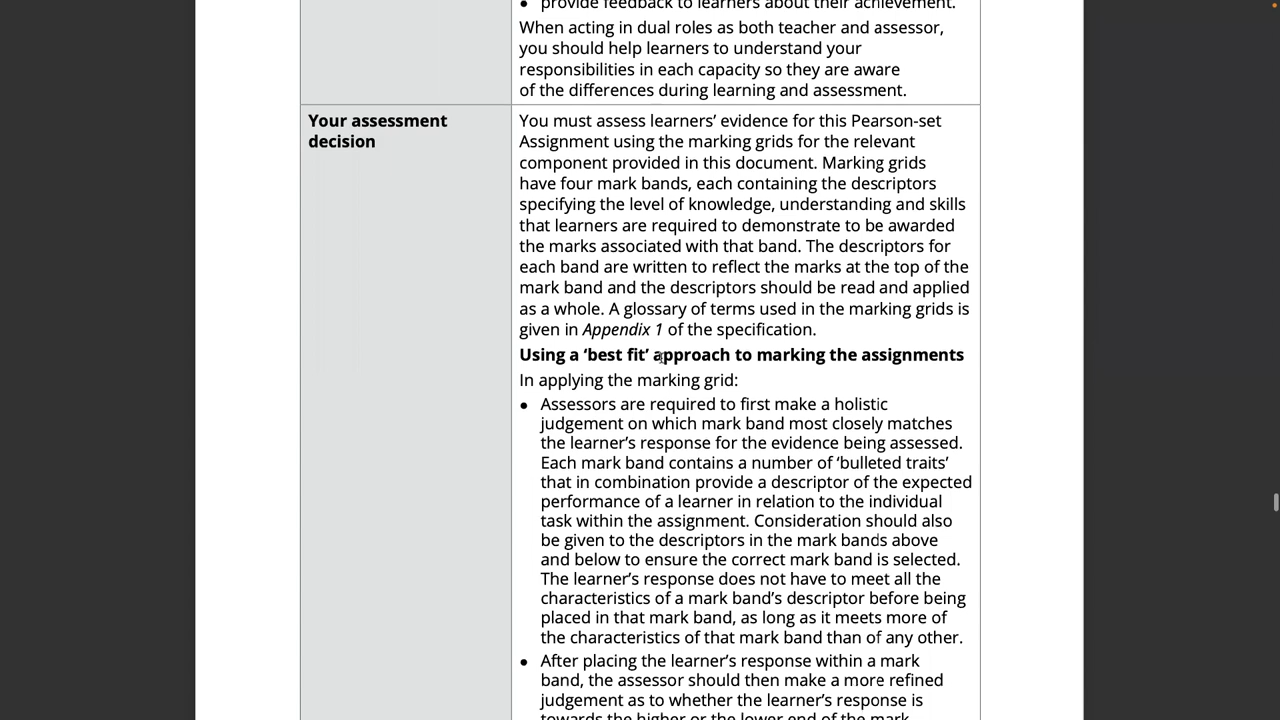 provide feedback to learners about their achievement.
When acting in dual roles as both teacher and assessor,
you should help learners to understand your
responsibilities in each capacity so they are aware
of the differences during learning and assessment.
Your assessment
decision
You must assess learners’ evidence for this Pearson-set
Assignment using the marking grids for the relevant
component provided in this document. Marking grids
have four mark bands, each containing the descriptors
specifying the level of knowledge, understanding and skills
that learners are required to demonstrate to be awarded
the marks associated with that band. The descriptors for
each band are written to reflect the marks at the top of the
mark band and the descriptors should be read and applied
as a whole. A glossary of terms used in the marking grids is
given in Appendix 1 of the specification.
Using a ‘best fit’ approach to marking the assignments
In applying the marking grid:
• Assessors are required to first make a holistic
judgement on which mark band most closely matches
the learner’s response for the evidence being assessed.
Each mark band contains a number of ‘bulleted traits’
that in combination provide a descriptor of the expected
performance of a learner in relation to the individual
task within the assignment. Consideration should also
be given to the descriptors in the mark bands above
and below to ensure the correct mark band is selected.
The learner’s response does not have to meet all the
characteristics of a mark band’s descriptor before being
placed in that mark band, as long as it meets more of
the characteristics of that mark band than of any other.
• After placing the learner’s response within a mark
band, the assessor should then make a more refined
judgement as to whether the learner’s response is
towards the higher or the lower end of the mark